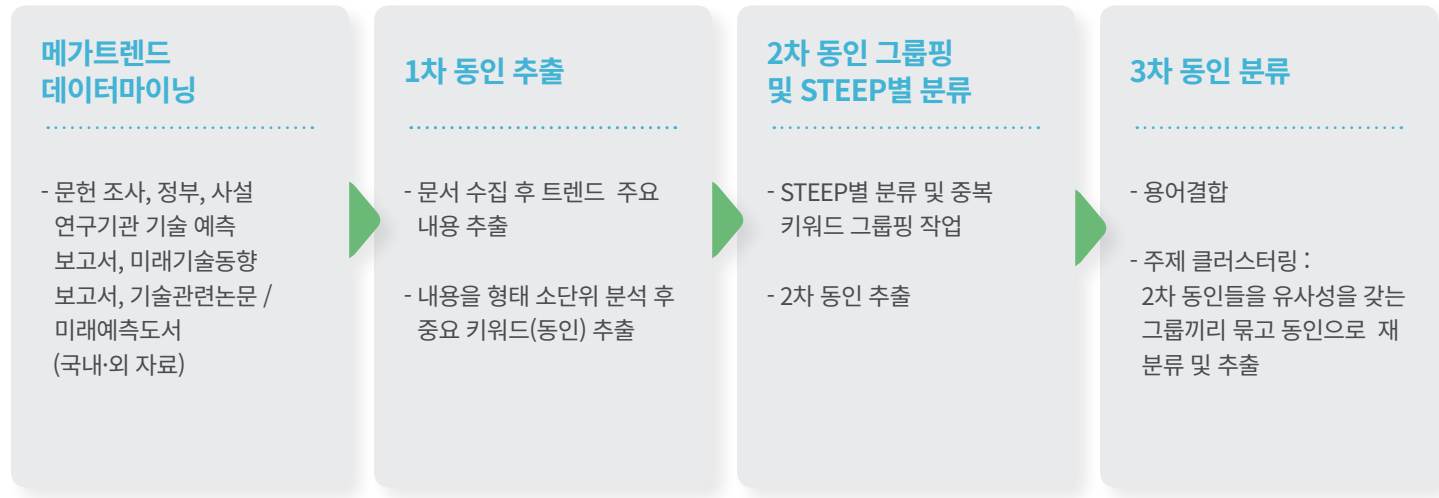 메가트렌드
데이터마이닝
- 문헌 조사, 정부, 사설
연구기관 기술 예측
보고서, 미래기술동향
보고서, 기술관련논문 /
미래예측도서
(국내·외 자료)
1차 동인 추출
- 문서 수집 후 트렌드 주요
내용 추출
- 내용을 형태 소단위 분석 후
중요 키워드(동인) 추출
2차 동인 그룹핑
및 STEEP별 분류
- STEEP별 분류 및 중복
키워드 그룹핑 작업
- 2차 동인 추출
3차 동인 분류
- 용어결합
- 주제 클러스터링 :
2차 동인들을 유사성을 갖는
그룹끼리 묶고 동인으로 재
분류 및 추출